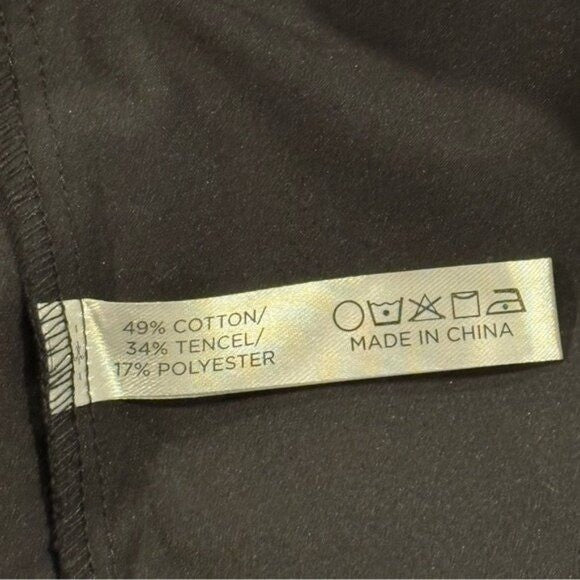 49% COTTON/
34% TENCEL/
17% POLYESTER
MADE IN CHINA